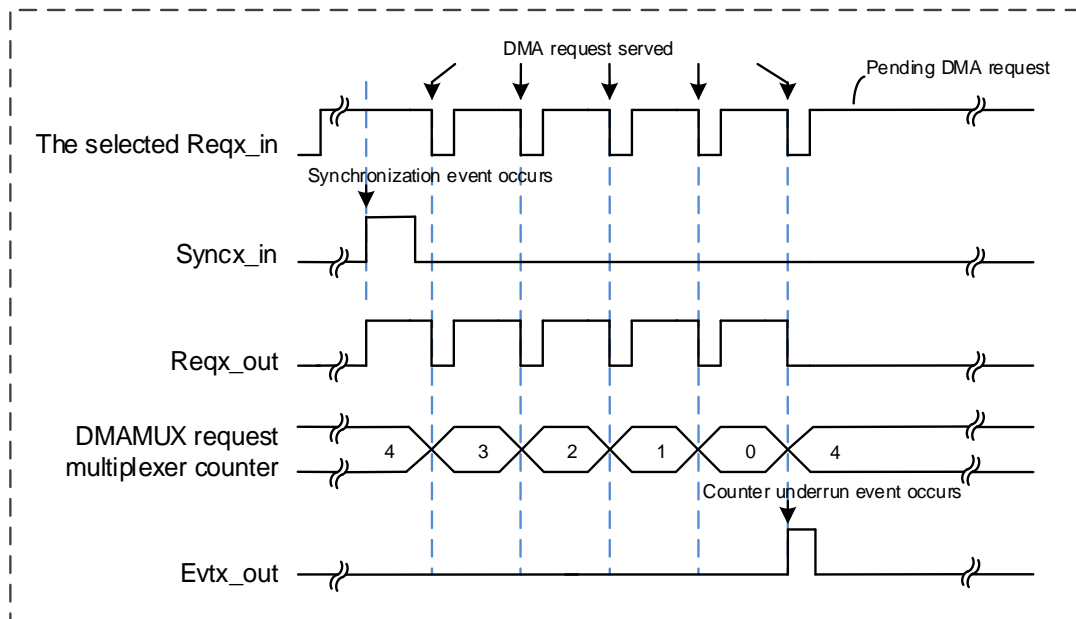 DMA request served
Pending DMA request
The selected Reqx_in
Synchronization event occurs
Syncx_in
Reqx_out
DMAMUX request
multiplexer counter
4 3 2 1 0 4
Counter underrun event occurs
Evtx_out